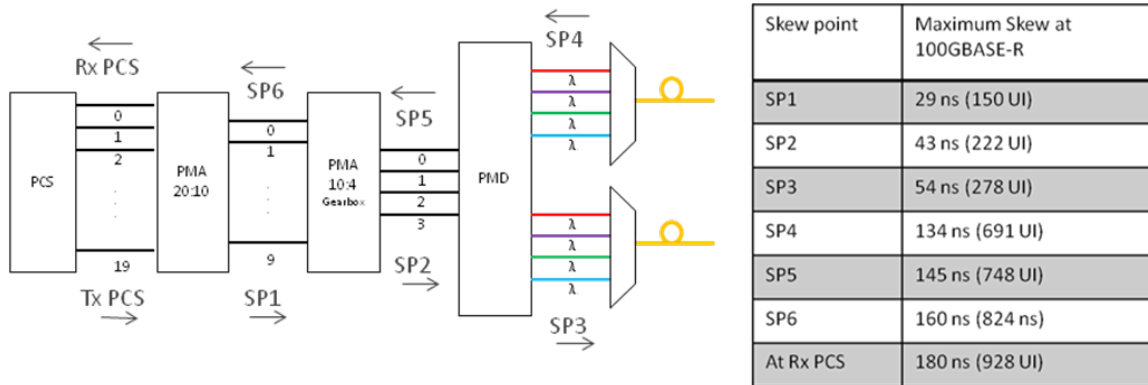 SP4
Rx PCS
SP6
SP5
λ
λ
λ
λ
0
1
2
0
1
0
1
2
3
PCS
PMA
20:10
PMA
10:4
Gearbox
PMD
λ
λ
λ
λ
19
9
Tx PCS
SP1
SP2
SP3
Skew point
Maximum Skew at
100GBASE-R
SP1
29 ns (150 UI)
SP2
43 ns (222 UI)
SP3
54 ns (278 UI)
SP4
134 ns (691 UI)
SP5
145 ns (748 UI)
SP6
160 ns (824 ns)
At Rx PCS
180 ns (928 UI)